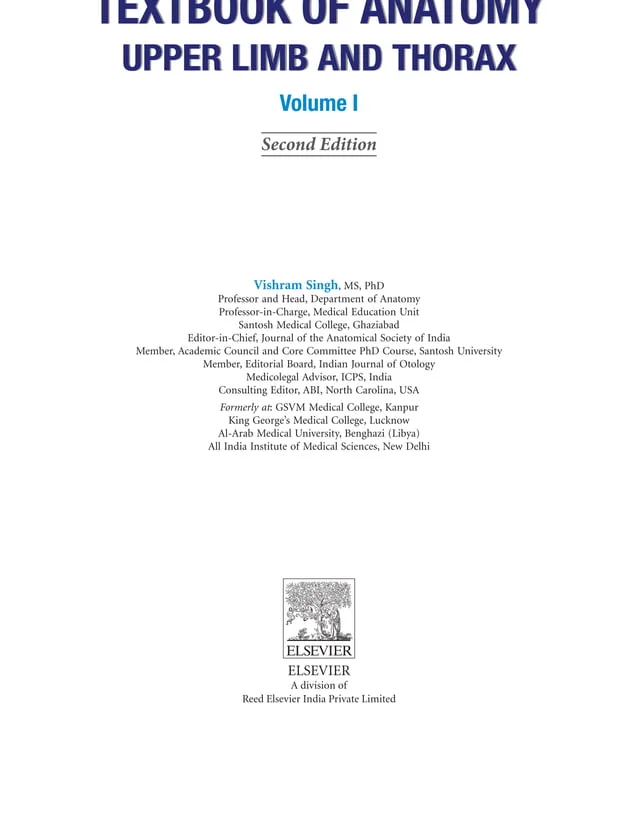 TEXTBOOK OF ANATOMY
UPPER LIMB AND THORAX
Volume I
Second Edition
Vishram Singh, MS, PhD
Professor and Head, Department of Anatomy
Professor-in-Charge, Medical Education Unit
Santosh Medical College, Ghaziabad
Editor-in-Chief, Journal of the Anatomical Society of India
Member, Academic Council and Core Committee PhD Course, Santosh University
Member, Editorial Board, Indian Journal of Otology
Medicolegal Advisor, ICPS, India
Consulting Editor, ABI, North Carolina, USA
Formerly at: GSVM Medical College, Kanpur
King George's Medical College, Lucknow
Al-Arab Medical University, Benghazi (Libya)
All India Institute of Medical Sciences, New Delhi
ELSEVIER
ELSEVIER
A division of
Reed Elsevier India Private Limited